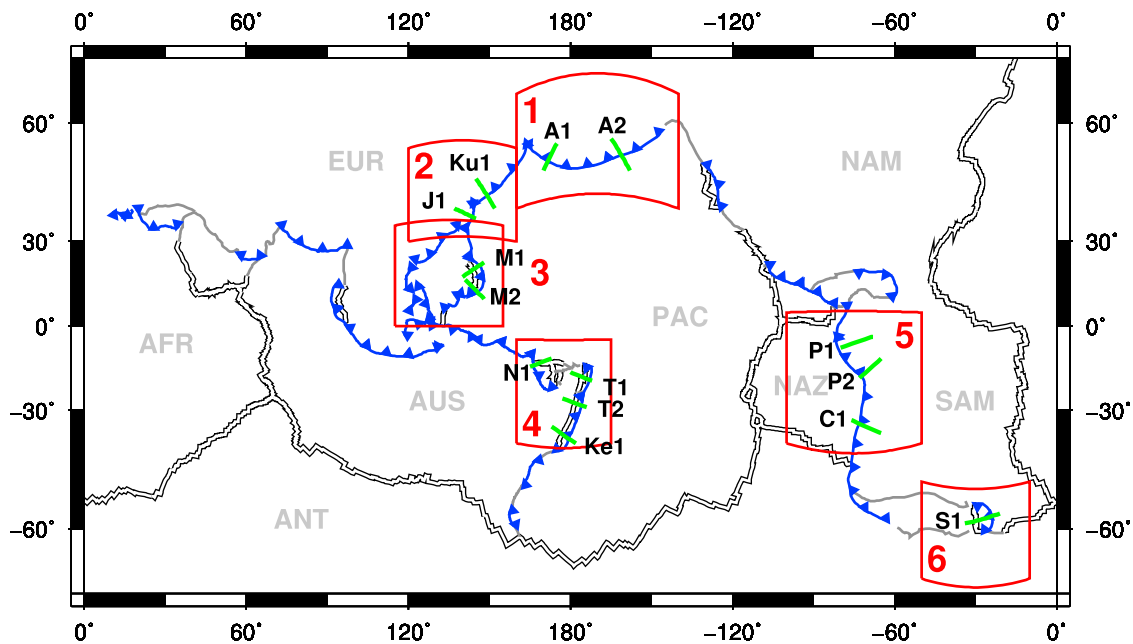 0° 60° 120° 180° −120° −60° 0°
60° 60°
1 A1 A2
EUR 2 Ku1 NAM
J1
30° 30°
M1 3
M2
0° PAC 0°
AFR P1 5
N1 T1 P2 NAZ
AUS T2 C1 SAM
−30° 4 −30°
Ke1
ANT S1
−60° −60°
6
0° 60° 120° 180° −120° −60° 0°